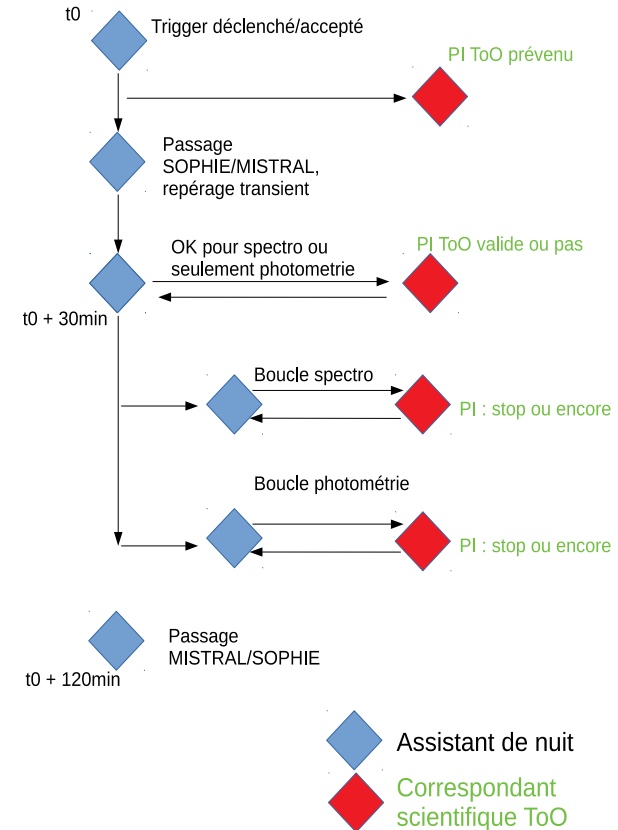 t0
Trigger déclenché/accepté
PI ToO prévenu
Passage
SOPHIE/MISTRAL,
repérage transient
OK pour spectro ou
seulement photometrie
PI ToO valide ou pas
t0 + 30min
Boucle spectro
PI : stop ou encore
Boucle photométrie
PI : stop ou encore
Passage
MISTRAL/SOPHIE
t0 + 120min
Assistant de nuit
Correspondant
scientifique ToO